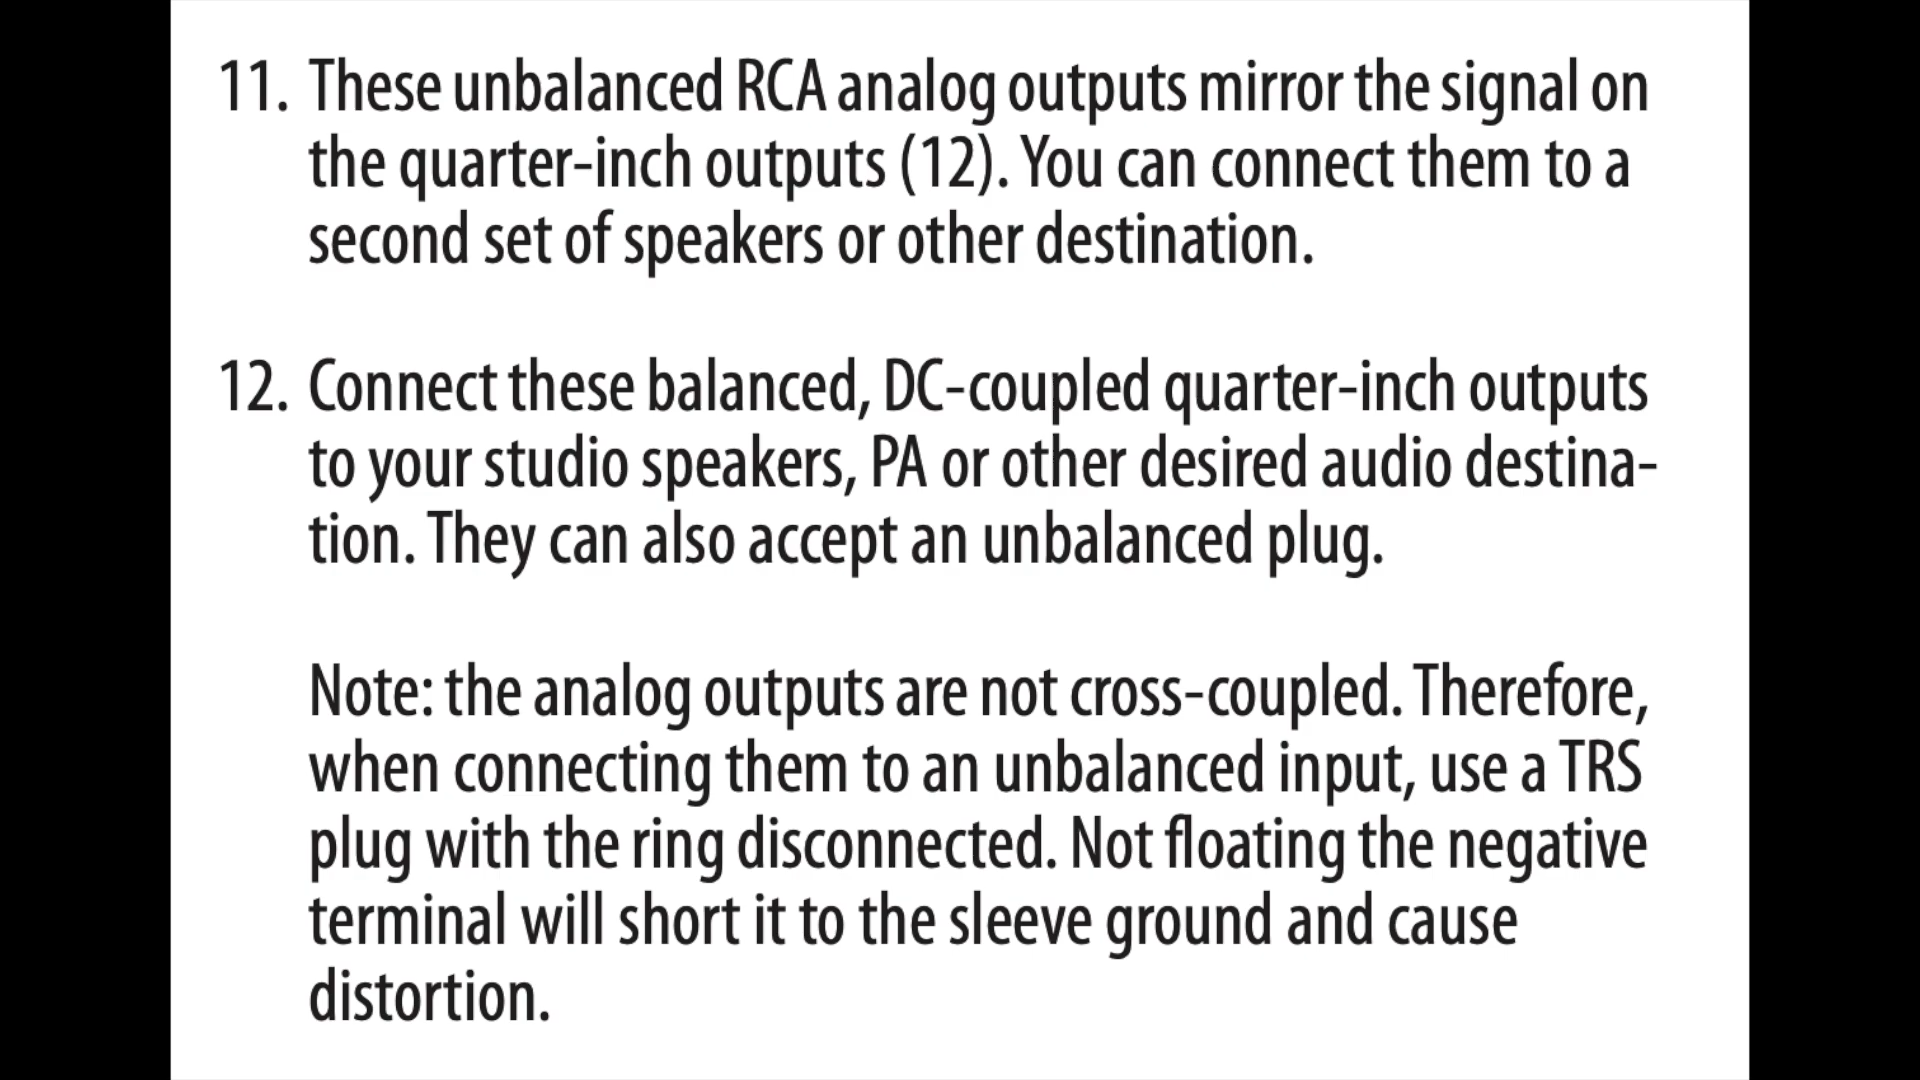 11. These unbalanced RCA analog outputs mirror the signal on
the quarter-inch outputs (12). You can connect them to a
second set of speakers or other destination.
12. Connect these balanced, DC-coupled quarter-inch outputs
to your studio speakers, PA or other desired audio destina-
tion. They can also accept an unbalanced plug.
Note: the analog outputs are not cross-coupled. Therefore,
when connecting them to an unbalanced input, use a TRS
plug with the ring disconnected. Not floating the negative
terminal will short it to the sleeve ground and cause
distortion.